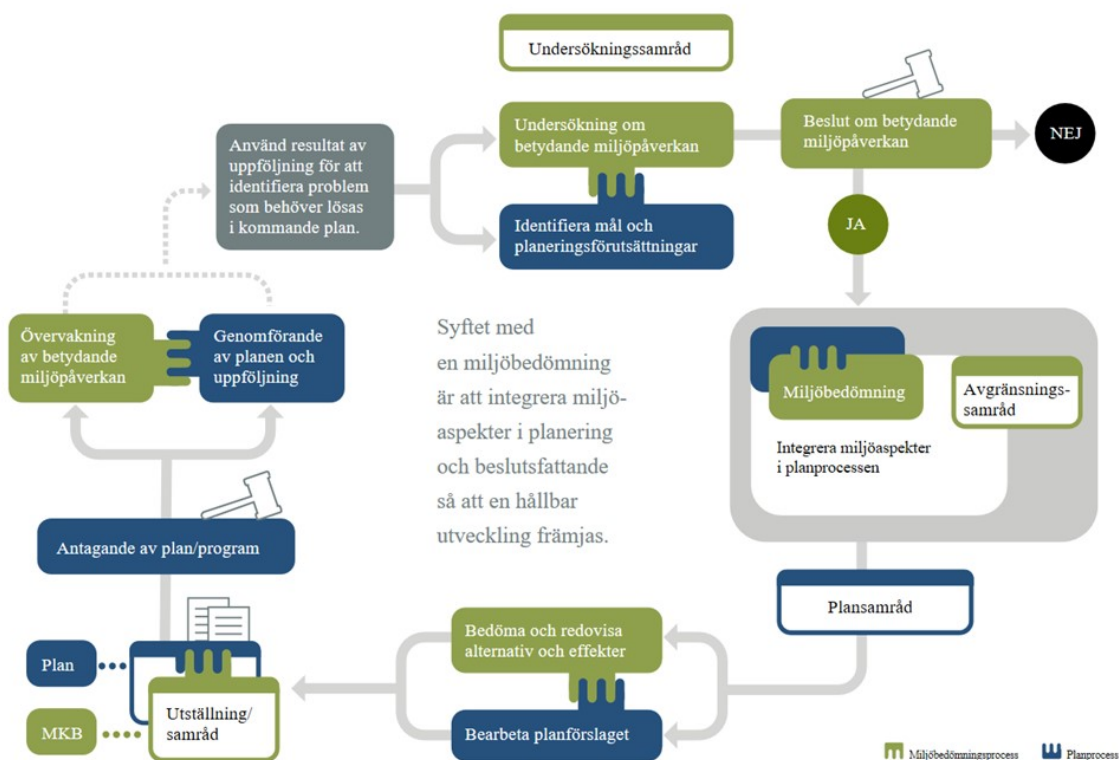 Undersökningssamråd
Använd resultat av
uppföljning för att
identifiera problem
som behöver lösas
i kommande plan.
Undersökning om
betydande miljöpåverkan
Beslut om betydande
miljöpåverkan
NEJ
Identifiera mål och
planeringsförutsättningar
JA
Övervakning
av betydande
miljöpåverkan
Genomförande
av planen och
uppföljning
Syftet med
en miljöbedömning
är att integrera miljö-
aspekter i planering
och beslutsfattande
så att en hållbar
utveckling främjas.
Miljöbedömning
Avgränsnings-
samråd
Integrera miljöaspekter
i planprocessen
Antagande av plan/program
Plansamråd
Bedöma och redovisa
alternativ och effekter
Bearbeta planförslaget
Plan
MKB
Utställning/
samråd
Miljöbedömningsprocess
Planprocess